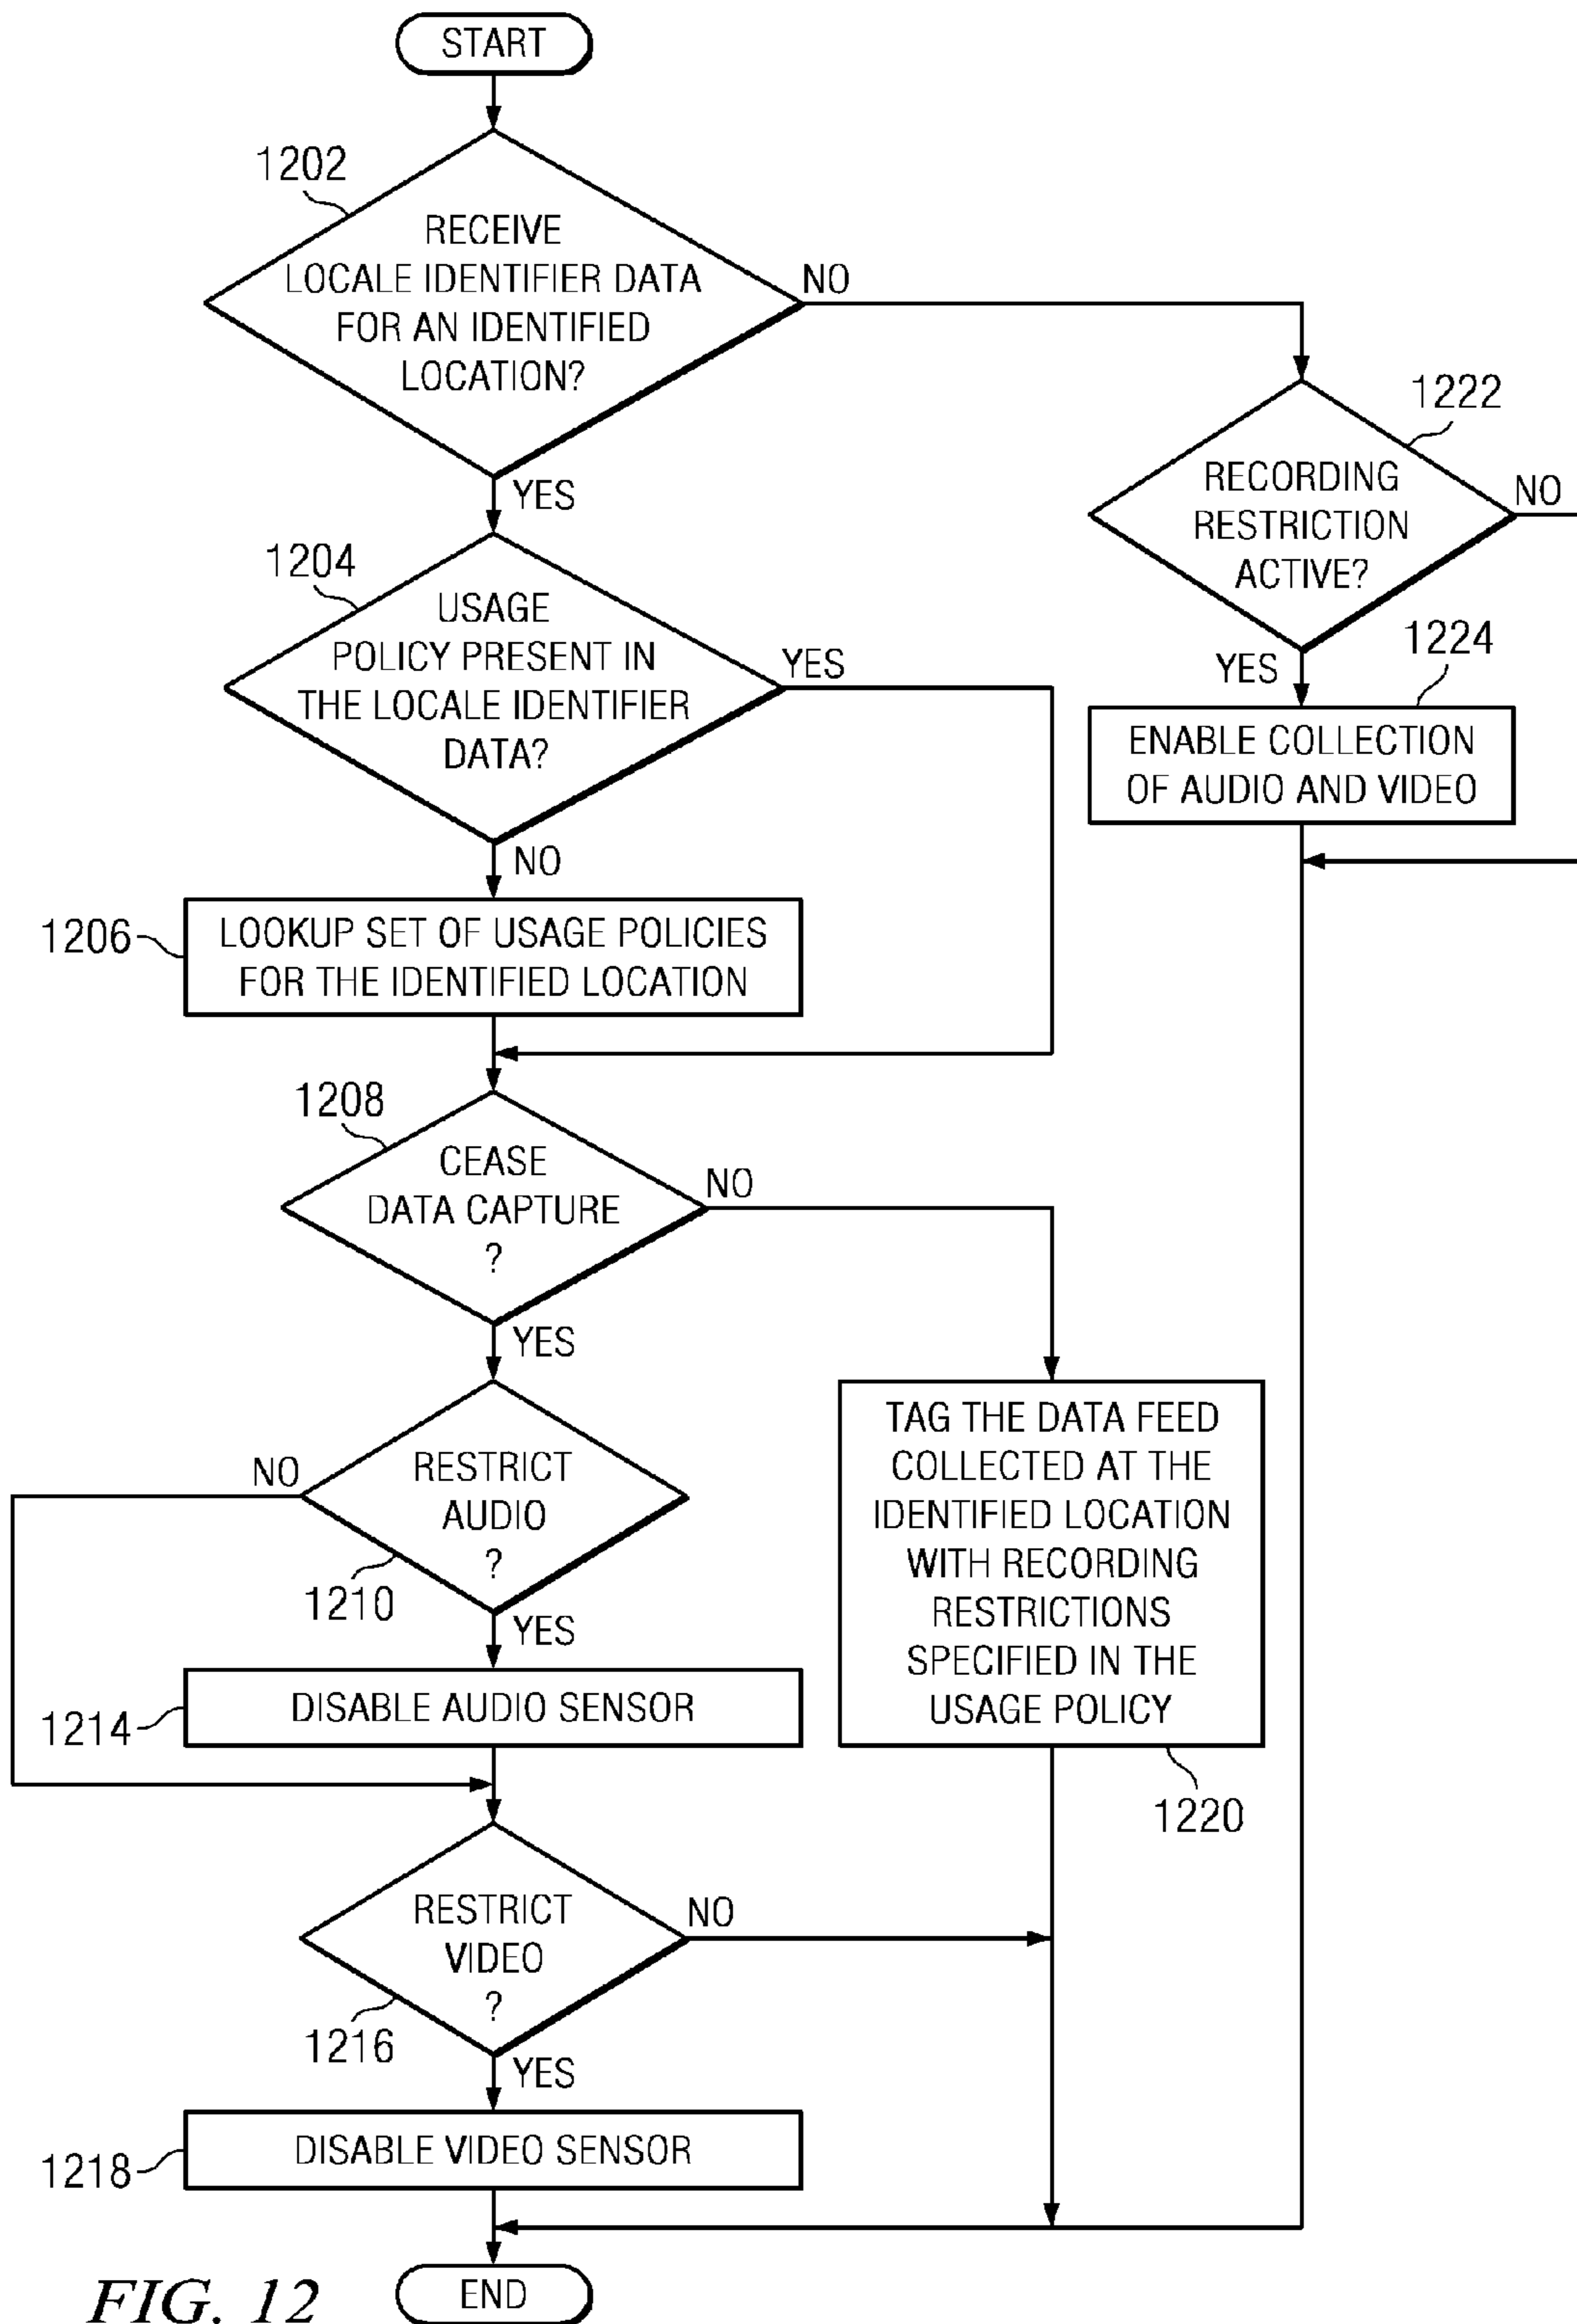 START
1202
RECEIVE
LOCALE IDENTIFIER DATA
FOR AN IDENTIFIED
LOCATION?
NO
YES
1222
RECORDING
RESTRICTION
ACTIVE?
NO
YES
1224
ENABLE COLLECTION
OF AUDIO AND VIDEO
1204
USAGE
POLICY PRESENT IN
THE LOCALE IDENTIFIER
DATA?
YES
NO
1206
LOOKUP SET OF USAGE POLICIES
FOR THE IDENTIFIED LOCATION
1208
CEASE
DATA CAPTURE
?
NO
YES
RESTRICT
AUDIO
?
NO
1210
YES
TAG THE DATA FEED
COLLECTED AT THE
IDENTIFIED LOCATION
WITH RECORDING
RESTRICTIONS
SPECIFIED IN THE
USAGE POLICY
1220
1214
DISABLE AUDIO SENSOR
RESTRICT
VIDEO
?
NO
1216
YES
1218
DISABLE VIDEO SENSOR
END
FIG. 12